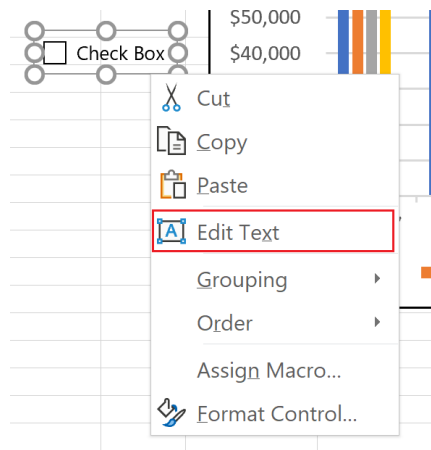 $50,000
Check Box
$40,000
Cut
Copy
Paste
Edit Text
Grouping
Order
Assign Macro...
Format Control...